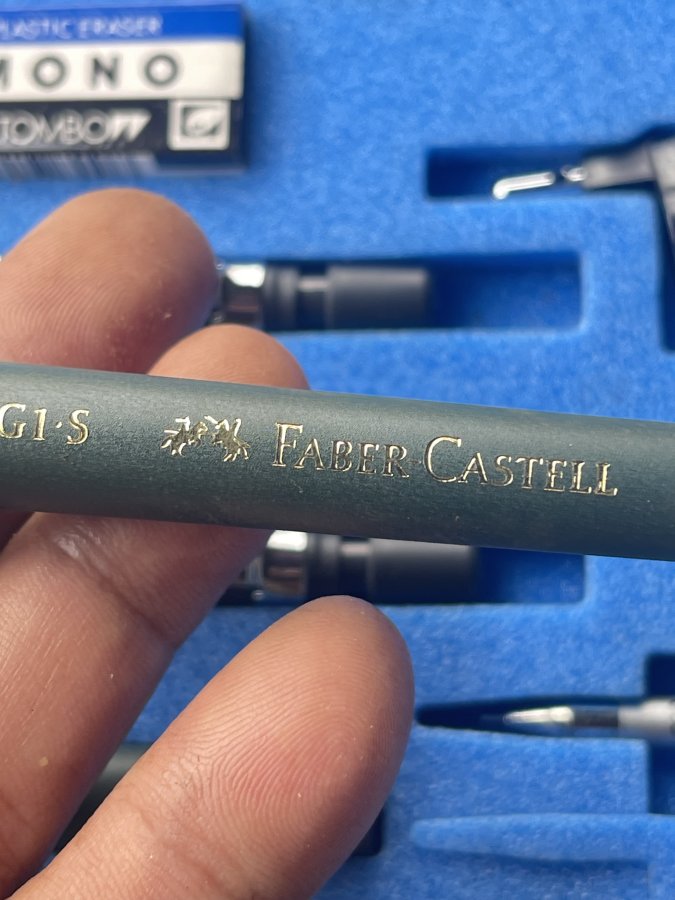 PLASTIC ERASER
MONO
TOMBOW
G1·S FABER-CASTELL